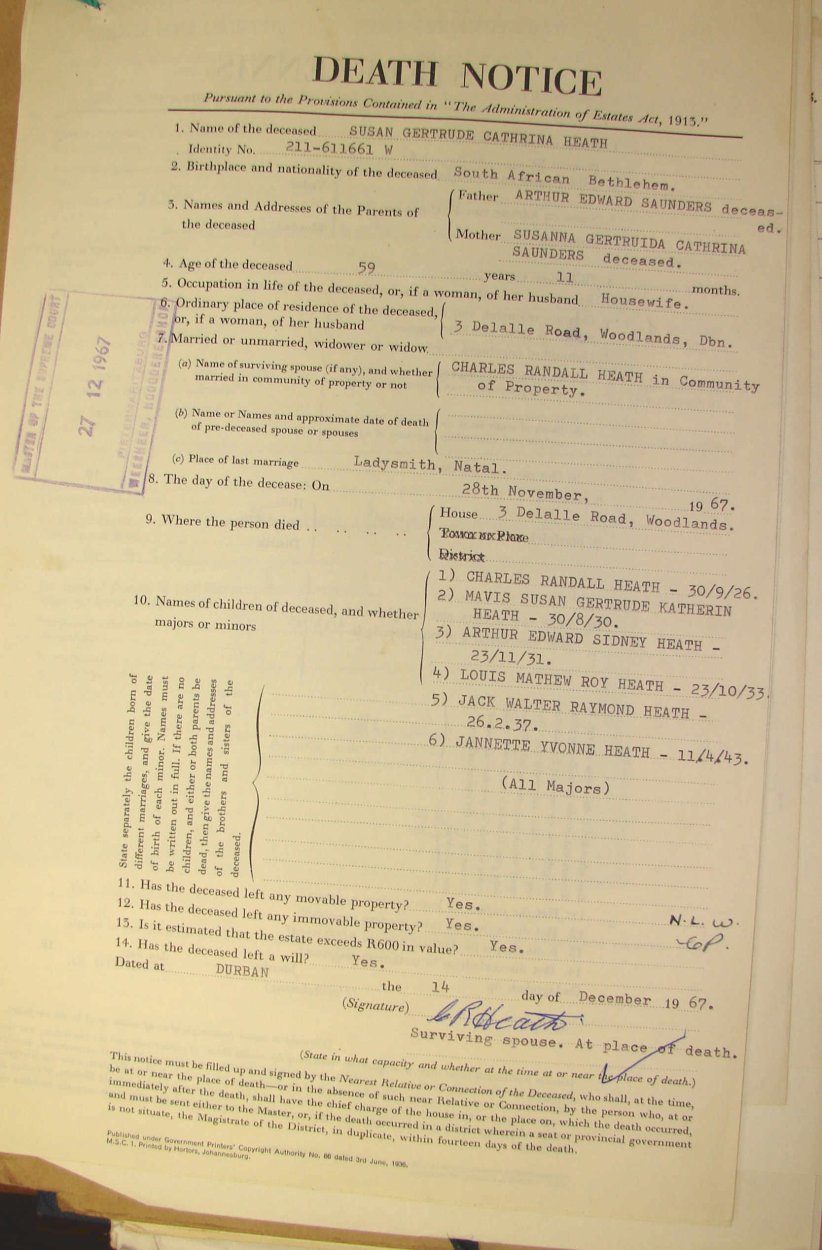 DEATH NOTICE
Pursuant to the Provisions Contained in "The Administration of Estates Act, 1913."
1. Name of the deceased SUSAN GERTRUDE CATHRINA HEATH
Identity No. 211-611661 W
2. Birthplace and nationality of the deceased South African Bethlehem.
3. Names and Addresses of the Parents of the deceased
Father ARTHUR EDWARD SAUNDERS deceas-
ed.
Mother SUSANNA GERTRUIDA CATHRINA
SAUNDERS deceased.
4. Age of the deceased 59 years 11 months.
5. Occupation in life of the deceased, or, if a woman, of her husband Housewife.
6. Ordinary place of residence of the deceased,
or, if a woman, of her husband
3 Delalle Road, Woodlands, Dbn.
7. Married or unmarried, widower or widow
(a) Name of surviving spouse (if any), and whether
married in community of property or not
CHARLES RANDALL HEATH in Community
of Property.
(b) Name or Names and approximate date of death
of pre-deceased spouse or spouses
(c) Place of last marriage Ladysmith, Natal.
8. The day of the decease: On 28th November, 1967.
9. Where the person died
House 3 Delalle Road, Woodlands.
Town or Place
District
10. Names of children of deceased, and whether
majors or minors
1) CHARLES RANDALL HEATH - 30/9/26.
2) MAVIS SUSAN GERTRUDE KATHERIN
HEATH - 30/8/30.
3) ARTHUR EDWARD SIDNEY HEATH -
23/11/31.
4) LOUIS MATHEW ROY HEATH - 23/10/33.
5) JACK WALTER RAYMOND HEATH -
26.2.37.
6) JANNETTE YVONNE HEATH - 11/4/43.
(All Majors)
State separately the children born of
different marriages, and give the date
of birth of each minor. Names must
be written out in full. If there are no
children, and either or both parents be
dead, then give the names and addresses
of the brothers and sisters of the
deceased.
11. Has the deceased left any movable property? Yes.
12. Has the deceased left any immovable property? Yes.
13. Is it estimated that the estate exceeds R600 in value? Yes.
14. Has the deceased left a will? Yes.
N.L.W.
Dated at DURBAN the 14 day of December 1967.
(Signature) CRHeath
Surviving spouse. At place of death.
(State in what capacity and whether at the time at or near the place of death.)
This notice must be filled up and signed by the Nearest Relative or Connection of the Deceased, who shall, at the time,
be at or near the place of death—or in the absence of such near Relative or Connection, by the person who, at or
immediately after the death, shall have the chief charge of the house in, or the place on, which the death occurred,
and must be sent either to the Master, or, if the death occurred in a district wherein a seat or provincial government
is not situate, the Magistrate of the District, in duplicate, within fourteen days of the death.
Published under Government Printers' Copyright Authority No. 86 dated 3rd June, 1936.
M.S.C. 1. Printed by Hortors, Johannesburg.
MASTER OF THE SUPREME COURT
27 12 1967
PIETERMARITZBURG